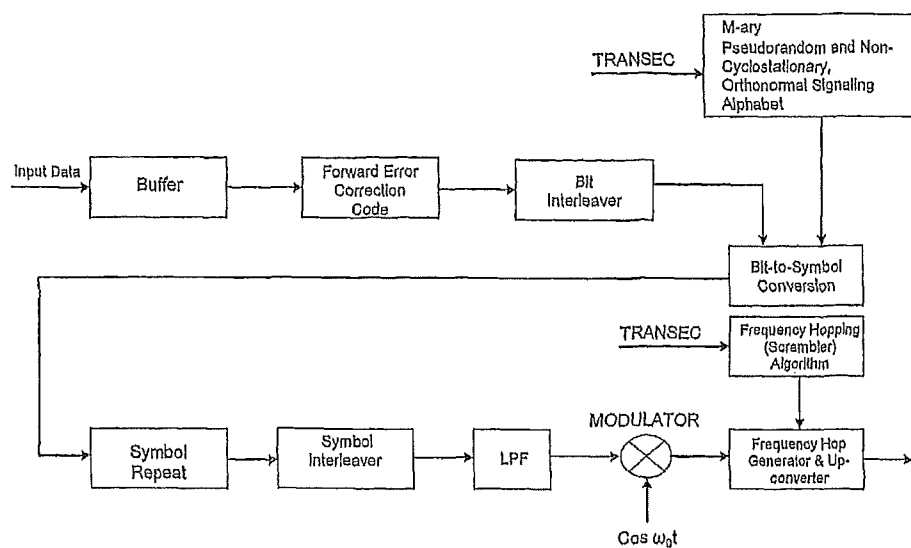 M-ary
Pseudorandom and Non-
Cyclostationary,
Orthonormal Signaling
Alphabet
TRANSEC
Input Data
Buffer
Forward Error
Correction
Code
Bit
Interleaver
Bit-to-Symbol
Conversion
TRANSEC
Frequency Hopping
(Scrambler)
Algorithm
MODULATOR
Symbol
Repeat
Symbol
Interleaver
LPF
Frequency Hop
Generator & Up-
converter
Cos ω₀t